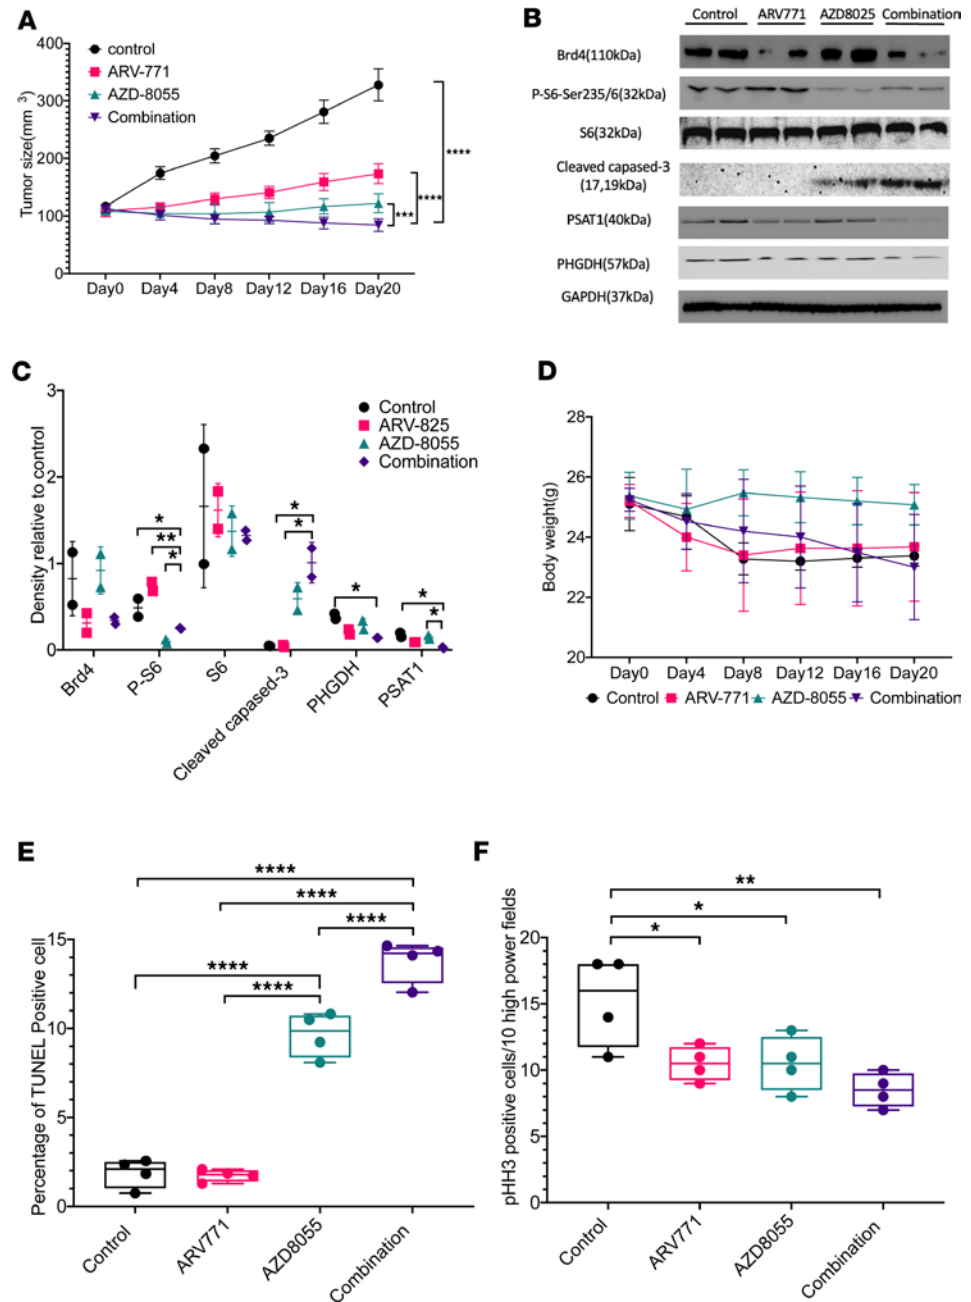 A
Tumor size(mm³)
400
300
200
100
0
control
ARV-771
AZD-8055
Combination
****
****
***
Day0 Day4 Day8 Day12 Day16 Day20
B
Control ARV771 AZD8025 Combination
Brd4(110kDa)
P-S6-Ser235/6(32kDa)
S6(32kDa)
Cleaved capased-3
(17,19kDa)
PSAT1(40kDa)
PHGDH(57kDa)
GAPDH(37kDa)
C
Density relative to control
3
2
1
0
Control
ARV-825
AZD-8055
Combination
*
**
*
*
*
*
*
*
Brd4 P-S6 S6 Cleaved capased-3 PHGDH PSAT1
D
Body weight(g)
28
26
24
22
20
Day0 Day4 Day8 Day12 Day16 Day20
Control ARV-771 AZD-8055 Combination
E
Percentage of TUNEL Positive cell
15
10
5
0
****
****
****
****
****
Control ARV771 AZD8055 Combination
F
pHH3 positive cells/10 high power fields
20
15
10
5
0
**
*
*
Control ARV771 AZD8055 Combination